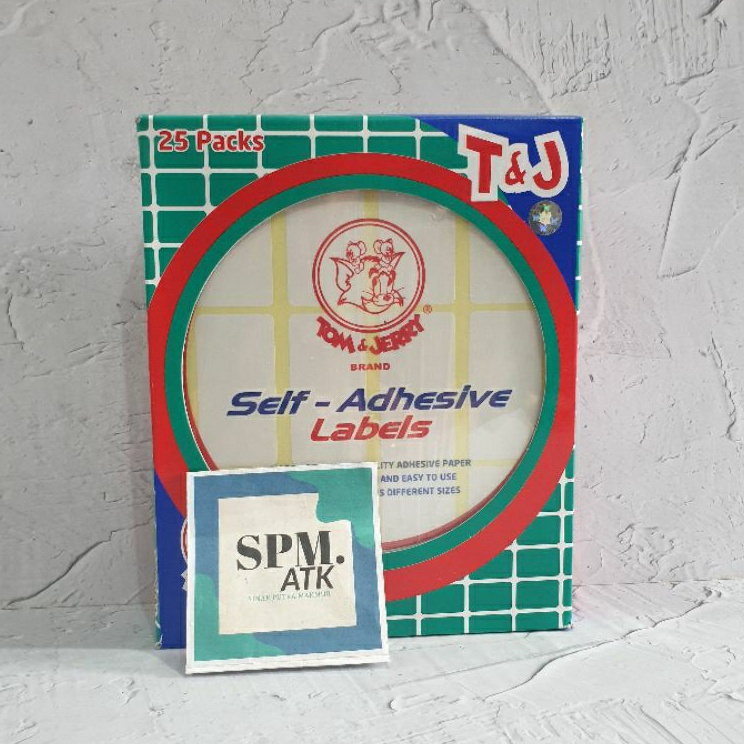 25 Packs
T&J
TOM & JERRY
®
BRAND
Self - Adhesive
Labels
ADHESIVE PAPER
AND EASY TO USE
DIFFERENT SIZES
SPM.
ATK